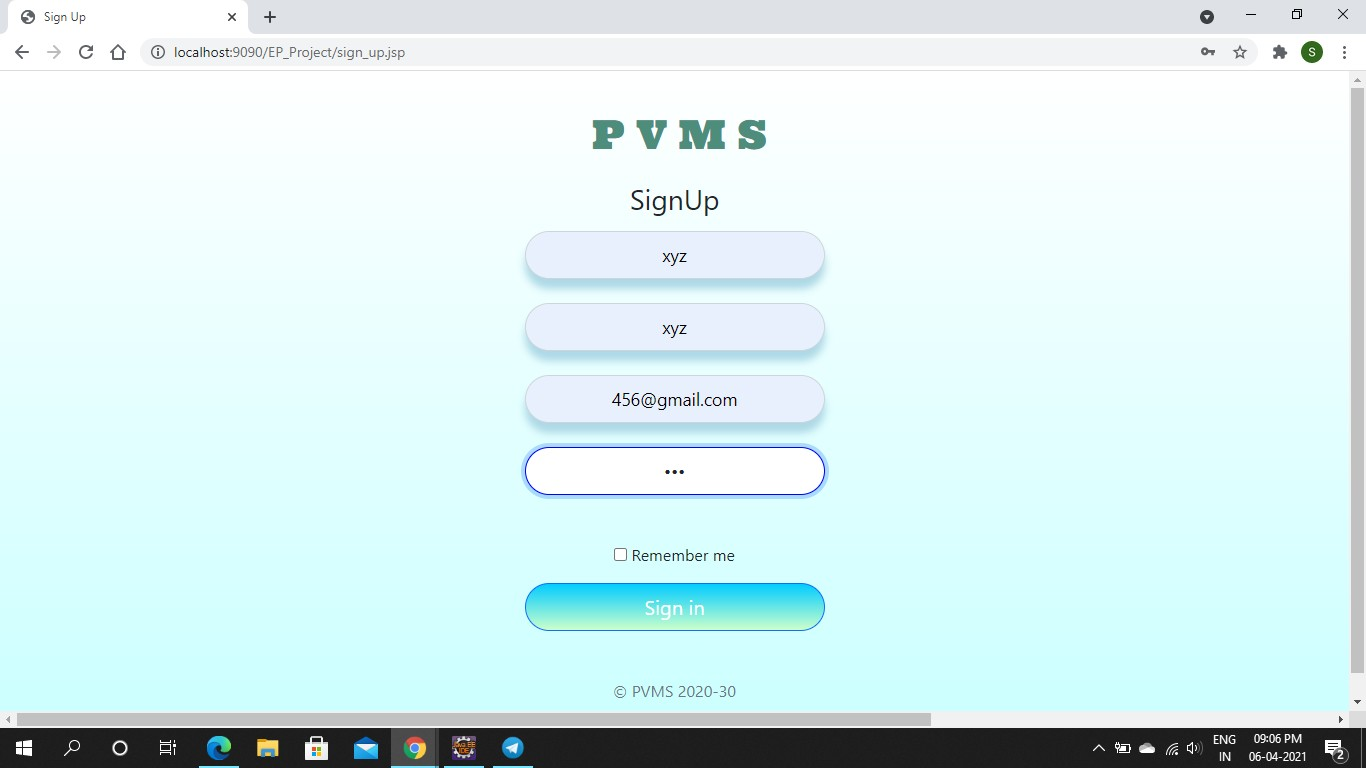 Sign Up
localhost:9090/EP_Project/sign_up.jsp
S
P V M S
SignUp
xyz
xyz
456@gmail.com
•••
Remember me
Sign in
© PVMS 2020-30
ENG
IN
09:06 PM
06-04-2021
2